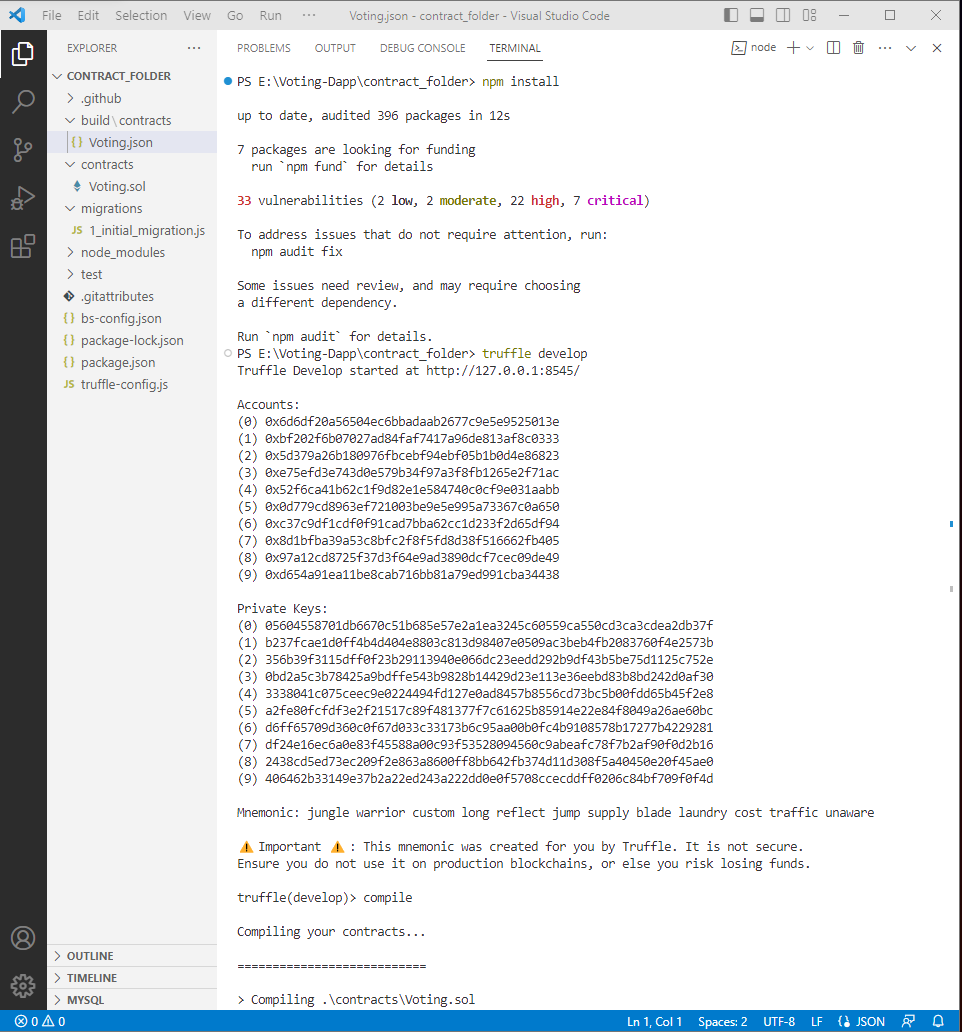 File Edit Selection View Go Run ··· Voting.json - contract_folder - Visual Studio Code
EXPLORER ···
CONTRACT_FOLDER
.github
build \ contracts
{} Voting.json
contracts
Voting.sol
migrations
JS 1_initial_migration.js
node_modules
test
.gitattributes
{} bs-config.json
{} package-lock.json
{} package.json
JS truffle-config.js
OUTLINE
TIMELINE
MYSQL
PROBLEMS OUTPUT DEBUG CONSOLE TERMINAL node
PS E:\Voting-Dapp\contract_folder> npm install
up to date, audited 396 packages in 12s
7 packages are looking for funding
run `npm fund` for details
33 vulnerabilities (2 low, 2 moderate, 22 high, 7 critical)
To address issues that do not require attention, run:
npm audit fix
Some issues need review, and may require choosing
a different dependency.
Run `npm audit` for details.
PS E:\Voting-Dapp\contract_folder> truffle develop
Truffle Develop started at http://127.0.0.1:8545/
Accounts:
(0) 0x6d6df20a56504ec6bbadaab2677c9e5e9525013e
(1) 0xbf202f6b07027ad84faf7417a96de813af8c0333
(2) 0x5d379a26b180976fbcebf94ebf05b1b0d4e86823
(3) 0xe75efd3e743d0e579b34f97a3f8fb1265e2f71ac
(4) 0x52f6ca41b62c1f9d82e1e584740c0cf9e031aabb
(5) 0x0d779cd8963ef721003be9e5e995a73367c0a650
(6) 0xc37c9df1cdf0f91cad7bba62cc1d233f2d65df94
(7) 0x8d1bfba39a53c8bfc2f8f5fd8d38f516662fb405
(8) 0x97a12cd8725f37d3f64e9ad3890dcf7cec09de49
(9) 0xd654a91ea11be8cab716bb81a79ed991cba34438
Private Keys:
(0) 05604558701db6670c51b685e57e2a1ea3245c60559ca550cd3ca3cdea2db37f
(1) b237fcae1d0ff4b4d404e8803c813d98407e0509ac3beb4fb2083760f4e2573b
(2) 356b39f3115dff0f23b29113940e066dc23eedd292b9df43b5be75d1125c752e
(3) 0bd2a5c3b78425a9bdffe543b9828b14429d23e113e36eebd83b8bd242d0af30
(4) 3338041c075ceec9e0224494fd127e0ad8457b8556cd73bc5b00fdd65b45f2e8
(5) a2fe80fcfdf3e2f21517c89f481377f7c61625b85914e22e84f8049a26ae60bc
(6) d6ff65709d360c0f67d033c33173b6c95aa00b0fc4b9108578b17277b4229281
(7) df24e16ec6a0e83f45588a00c93f53528094560c9abeafc78f7b2af90f0d2b16
(8) 2438cd5ed73ec209f2e863a8600ff8bb642fb374d11d308f5a40450e20f45ae0
(9) 406462b33149e37b2a22ed243a222dd0e0f5708ccecddff0206c84bf709f0f4d
Mnemonic: jungle warrior custom long reflect jump supply blade laundry cost traffic unaware
⚠️ Important ⚠️ : This mnemonic was created for you by Truffle. It is not secure.
Ensure you do not use it on production blockchains, or else you risk losing funds.
truffle(develop)> compile
Compiling your contracts...
===========================
> Compiling .\contracts\Voting.sol
0 0 Ln 1, Col 1 Spaces: 2 UTF-8 LF {} JSON